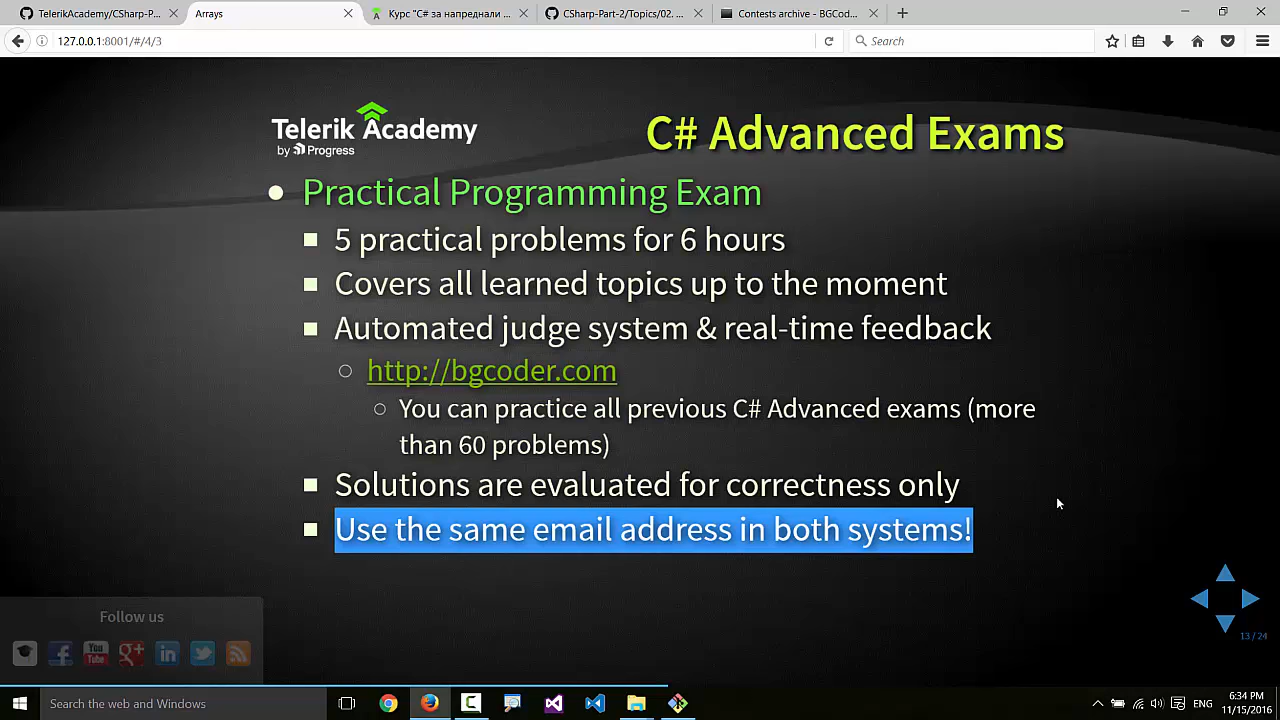 TelerikAcademy/CSharp-P...
Arrays
Курс "C# за напреднали ...
CSharp-Part-2/Topics/02. ...
Contests archive - BGCod...
127.0.0.1:8001/#/4/3
Search
Telerik Academy
by Progress
C# Advanced Exams
Practical Programming Exam
5 practical problems for 6 hours
Covers all learned topics up to the moment
Automated judge system & real-time feedback
http://bgcoder.com
You can practice all previous C# Advanced exams (more
than 60 problems)
Solutions are evaluated for correctness only
Use the same email address in both systems!
Follow us
You
Tube
13 / 24
Search the web and Windows
ENG
6:34 PM
11/15/2016